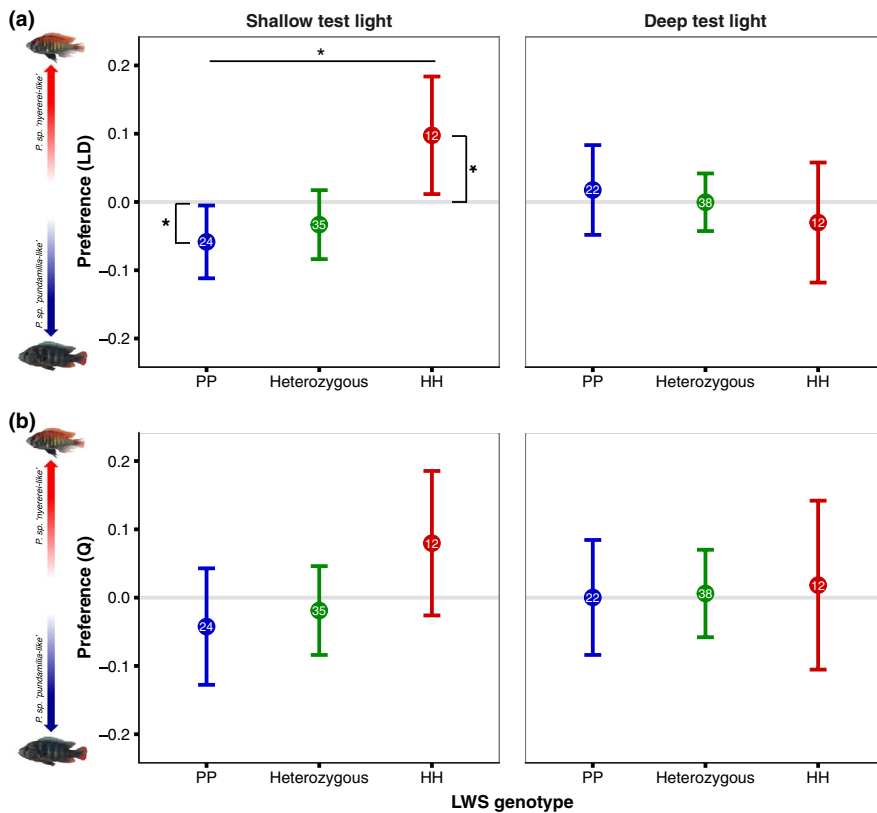 (a)
Shallow test light
Deep test light
P. sp. 'nyererei-like'
P. sp. 'pundamilia-like'
Preference (LD)
0.2
0.1
0.0
−0.1
−0.2
*
*
*
24
35
12
22
38
12
PP
Heterozygous
HH
PP
Heterozygous
HH
(b)
P. sp. 'nyererei-like'
P. sp. 'pundamilia-like'
Preference (Q)
0.2
0.1
0.0
−0.1
−0.2
24
35
12
22
38
12
PP
Heterozygous
HH
PP
Heterozygous
HH
LWS genotype